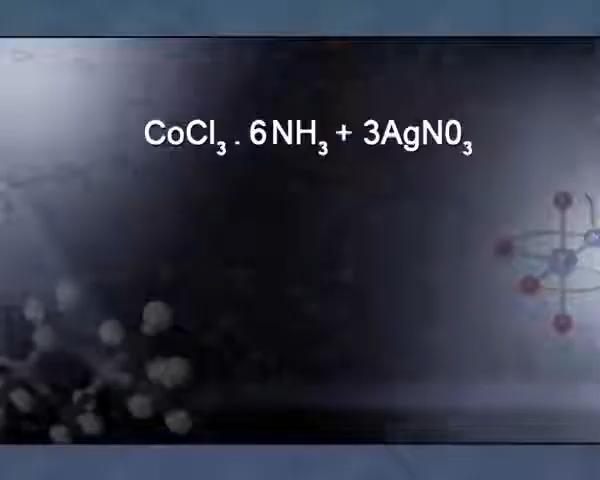 CoCl₃ . 6NH₃ + 3AgN0₃